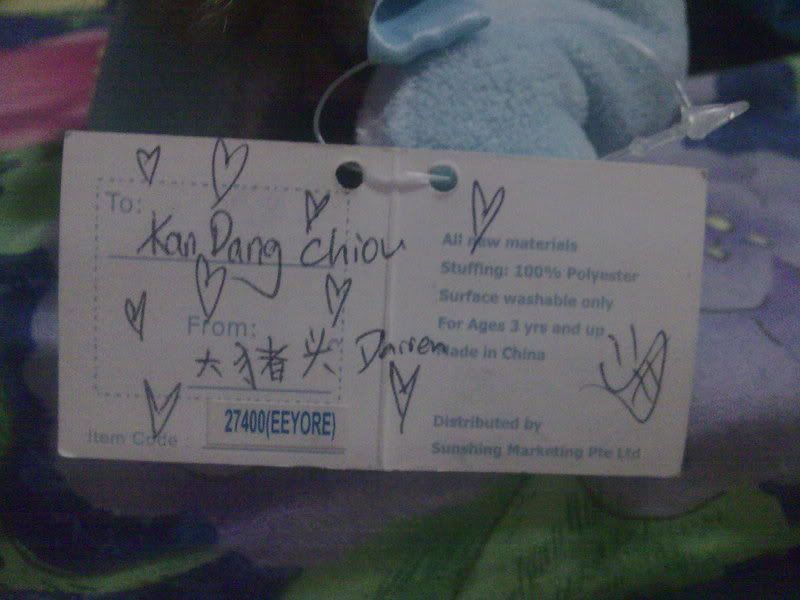 To:
Kan Dang Chiou
From:
大猪头 Darren
Item Code :
27400(EEYORE)
All new materials
Stuffing: 100% Polyester
Surface washable only
For Ages 3 yrs and up
Made in China
Distributed by
Sunshing Marketing Pte Ltd